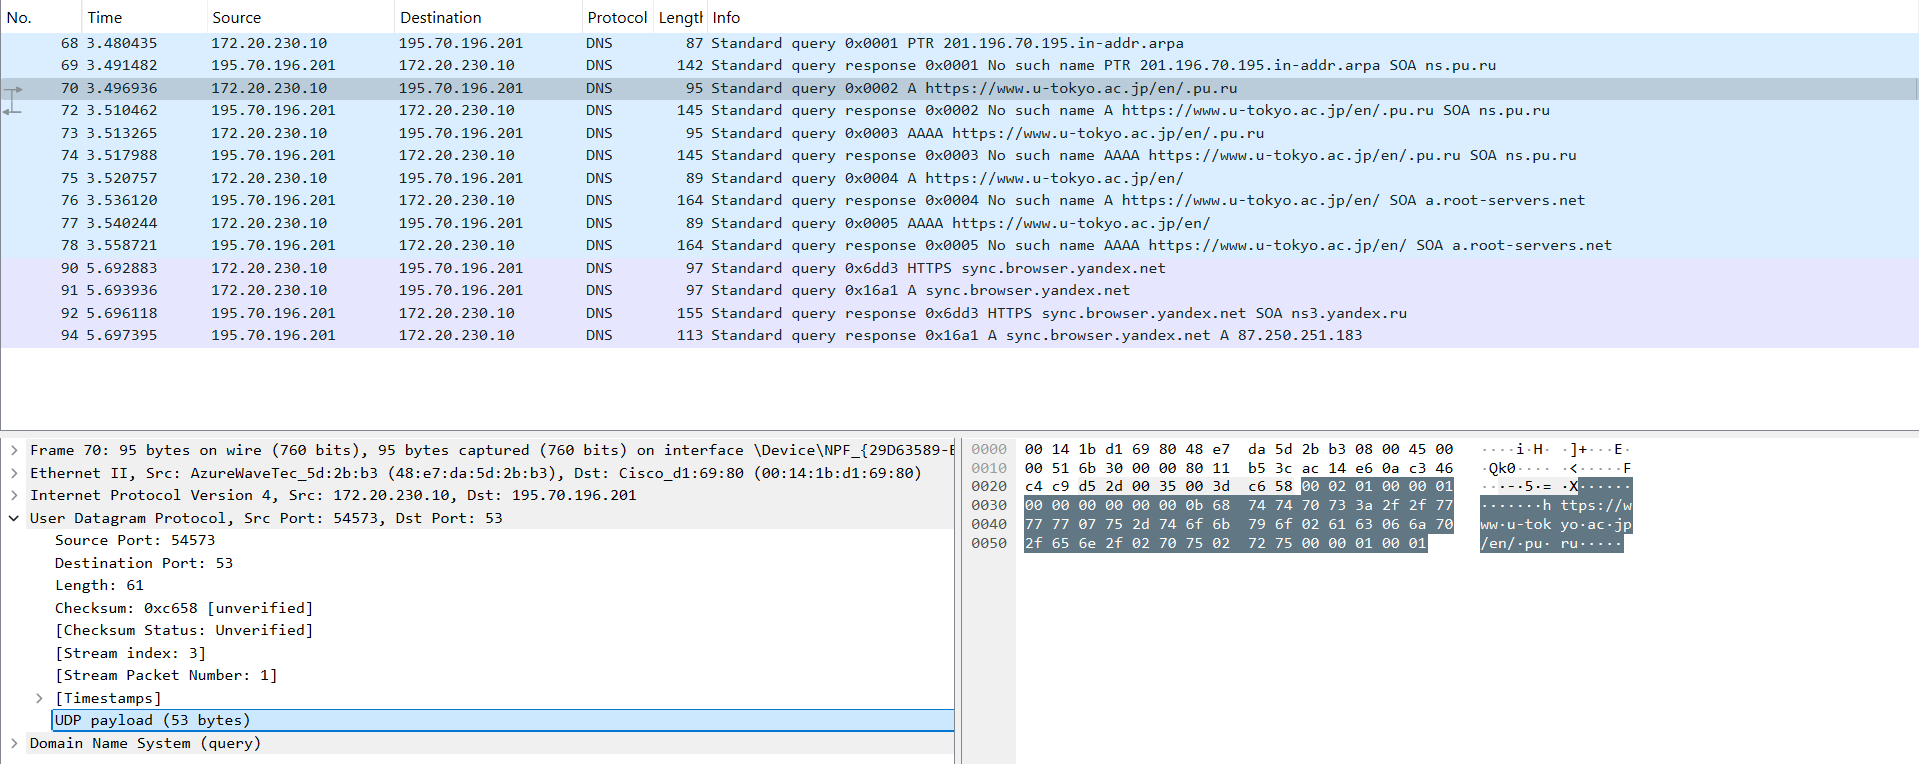 No. Time Source Destination Protocol Length Info
68 3.480435 172.20.230.10 195.70.196.201 DNS 87 Standard query 0x0001 PTR 201.196.70.195.in-addr.arpa
69 3.491482 195.70.196.201 172.20.230.10 DNS 142 Standard query response 0x0001 No such name PTR 201.196.70.195.in-addr.arpa SOA ns.pu.ru
70 3.496936 172.20.230.10 195.70.196.201 DNS 95 Standard query 0x0002 A https://www.u-tokyo.ac.jp/en/.pu.ru
72 3.510462 195.70.196.201 172.20.230.10 DNS 145 Standard query response 0x0002 No such name A https://www.u-tokyo.ac.jp/en/.pu.ru SOA ns.pu.ru
73 3.513265 172.20.230.10 195.70.196.201 DNS 95 Standard query 0x0003 AAAA https://www.u-tokyo.ac.jp/en/.pu.ru
74 3.517988 195.70.196.201 172.20.230.10 DNS 145 Standard query response 0x0003 No such name AAAA https://www.u-tokyo.ac.jp/en/.pu.ru SOA ns.pu.ru
75 3.520757 172.20.230.10 195.70.196.201 DNS 89 Standard query 0x0004 A https://www.u-tokyo.ac.jp/en/
76 3.536120 195.70.196.201 172.20.230.10 DNS 164 Standard query response 0x0004 No such name A https://www.u-tokyo.ac.jp/en/ SOA a.root-servers.net
77 3.540244 172.20.230.10 195.70.196.201 DNS 89 Standard query 0x0005 AAAA https://www.u-tokyo.ac.jp/en/
78 3.558721 195.70.196.201 172.20.230.10 DNS 164 Standard query response 0x0005 No such name AAAA https://www.u-tokyo.ac.jp/en/ SOA a.root-servers.net
90 5.692883 172.20.230.10 195.70.196.201 DNS 97 Standard query 0x6dd3 HTTPS sync.browser.yandex.net
91 5.693936 172.20.230.10 195.70.196.201 DNS 97 Standard query 0x16a1 A sync.browser.yandex.net
92 5.696118 195.70.196.201 172.20.230.10 DNS 155 Standard query response 0x6dd3 HTTPS sync.browser.yandex.net SOA ns3.yandex.ru
94 5.697395 195.70.196.201 172.20.230.10 DNS 113 Standard query response 0x16a1 A sync.browser.yandex.net A 87.250.251.183
Frame 70: 95 bytes on wire (760 bits), 95 bytes captured (760 bits) on interface \Device\NPF_{29D63589-E
Ethernet II, Src: AzureWaveTec_5d:2b:b3 (48:e7:da:5d:2b:b3), Dst: Cisco_d1:69:80 (00:14:1b:d1:69:80)
Internet Protocol Version 4, Src: 172.20.230.10, Dst: 195.70.196.201
User Datagram Protocol, Src Port: 54573, Dst Port: 53
Source Port: 54573
Destination Port: 53
Length: 61
Checksum: 0xc658 [unverified]
[Checksum Status: Unverified]
[Stream index: 3]
[Stream Packet Number: 1]
[Timestamps]
UDP payload (53 bytes)
Domain Name System (query)
0000 00 14 1b d1 69 80 48 e7 da 5d 2b b3 08 00 45 00 ····i·H· ·]+···E·
0010 00 51 6b 30 00 00 80 11 b5 3c ac 14 e6 0a c3 46 ·Qk0···· ·<·····F
0020 c4 c9 d5 2d 00 35 00 3d c6 58 00 02 01 00 00 01 ···-·5·= ·X······
0030 00 00 00 00 00 00 0b 68 74 74 70 73 3a 2f 2f 77 ·······h ttps://w
0040 77 77 07 75 2d 74 6f 6b 79 6f 02 61 63 06 6a 70 ww·u-tok yo·ac·jp
0050 2f 65 6e 2f 02 70 75 02 72 75 00 00 01 00 01 /en/·pu· ru·····